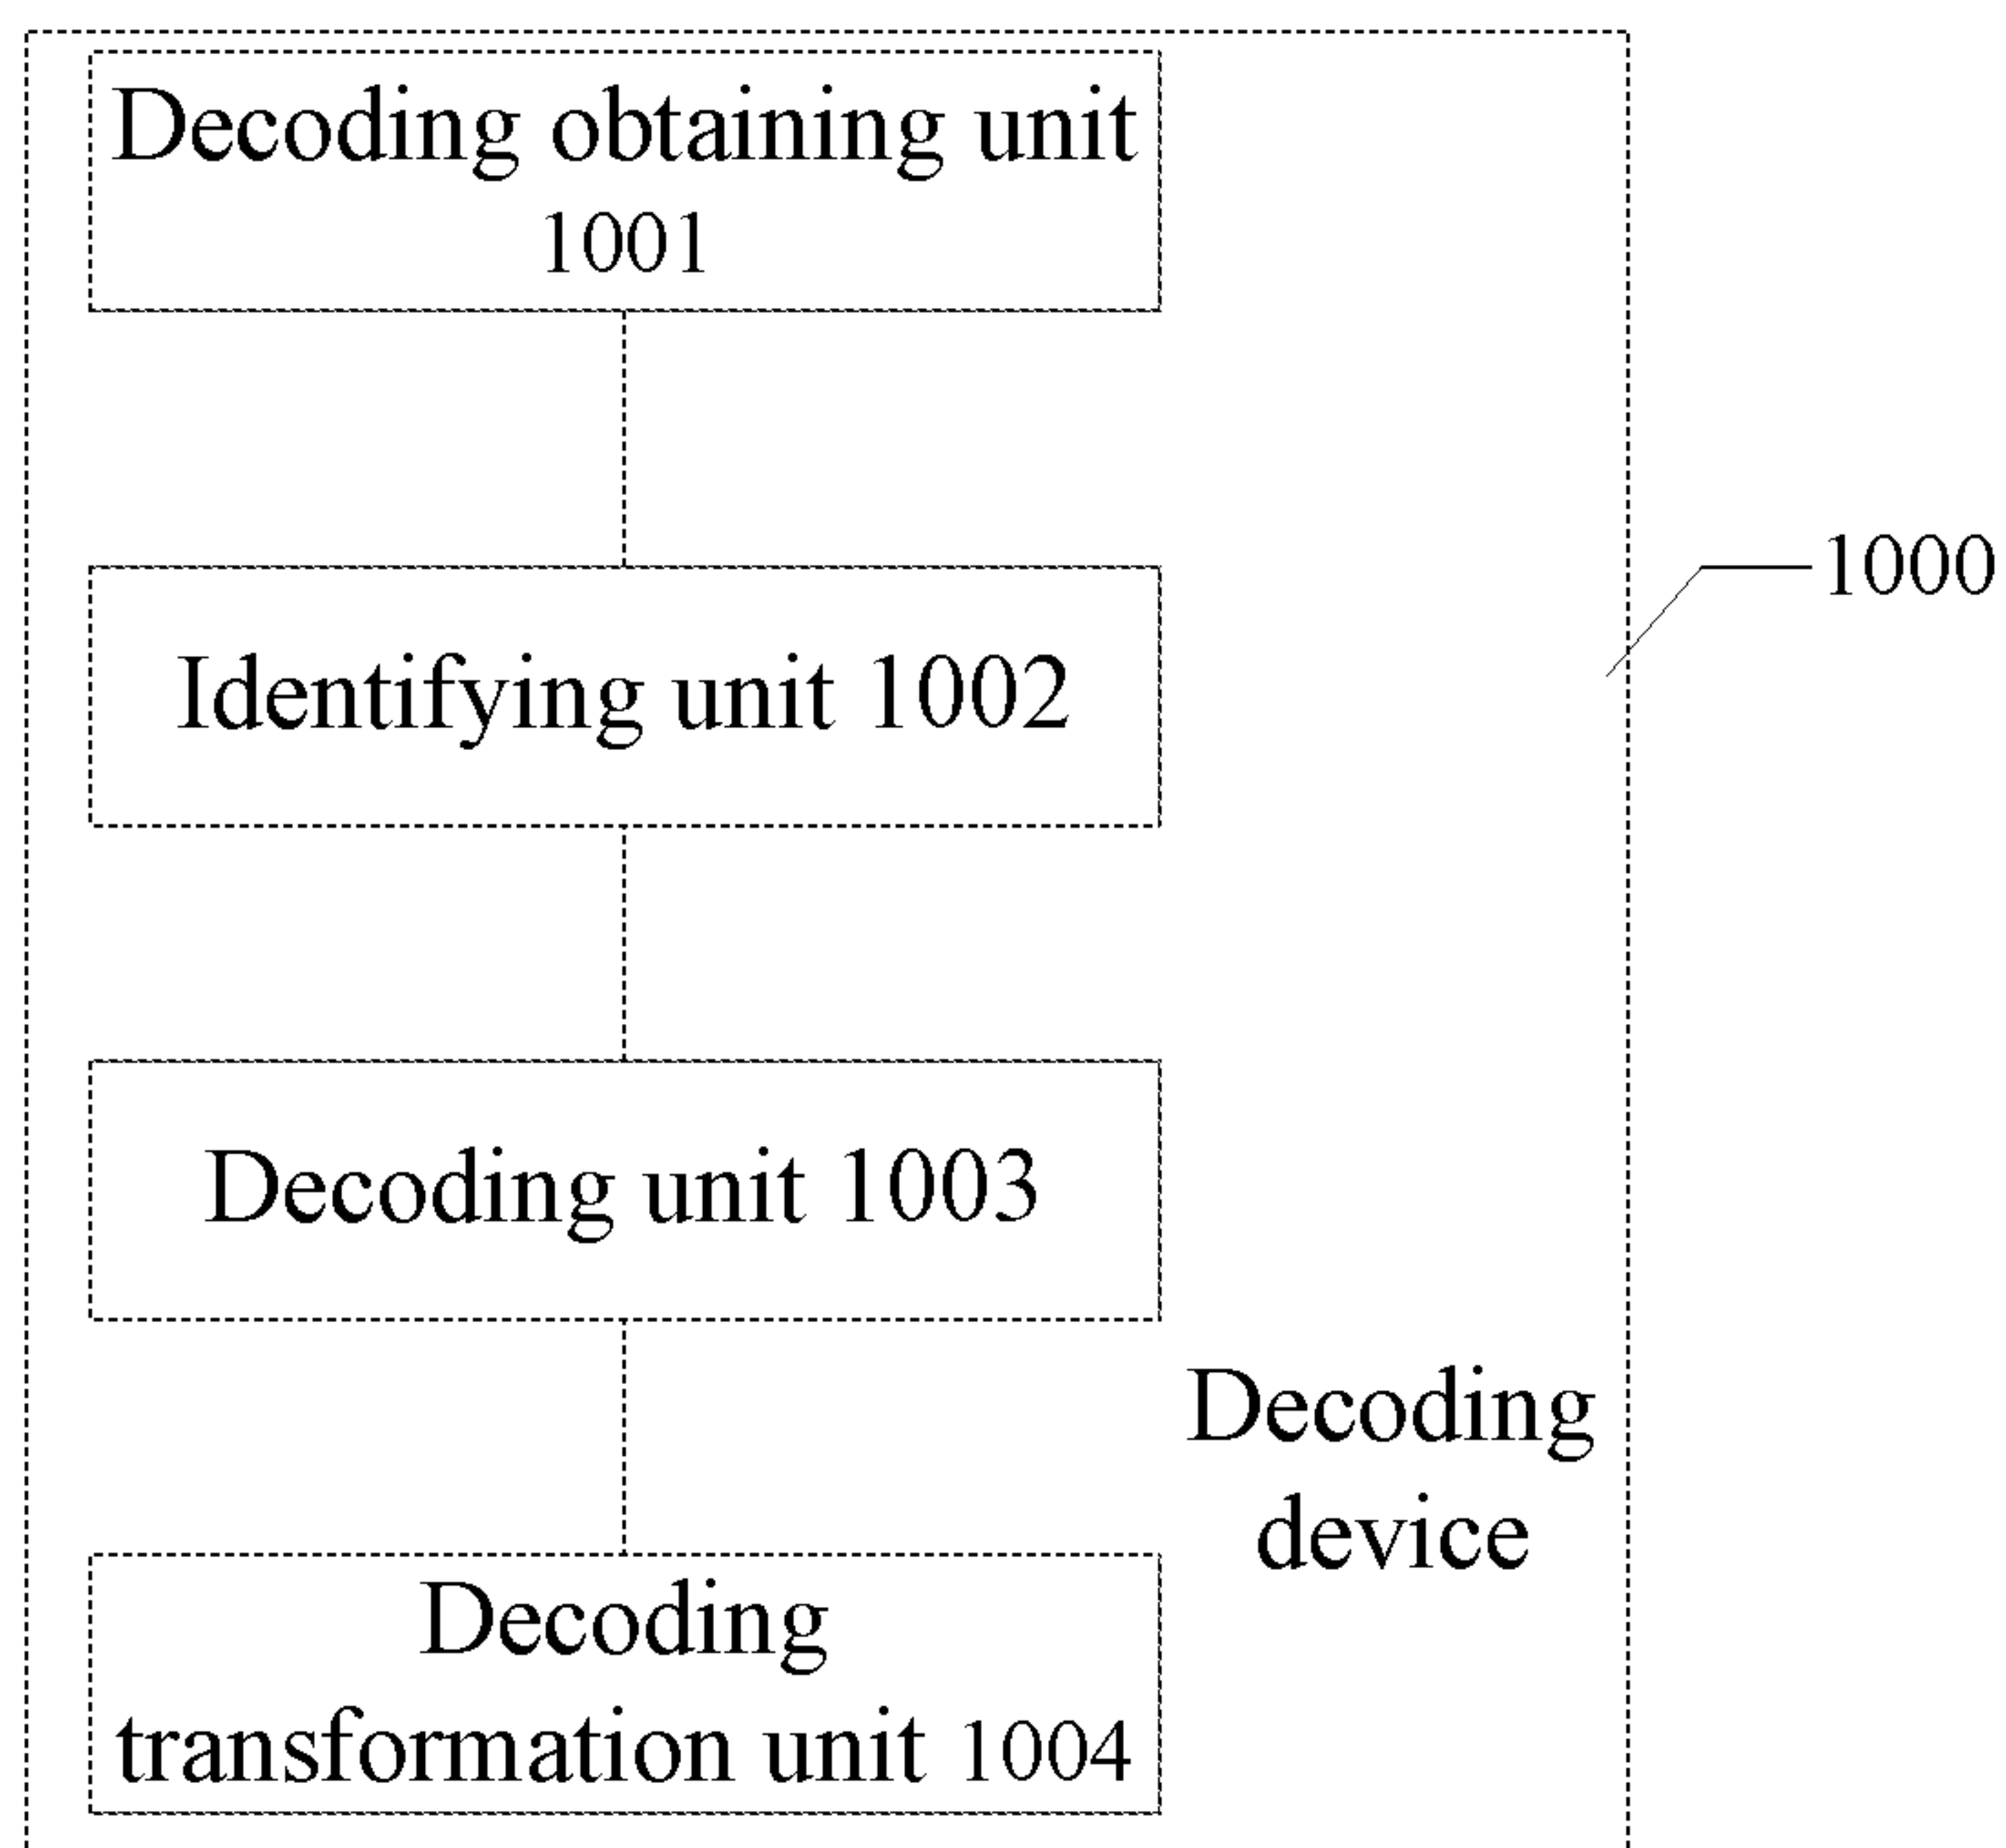 Decoding obtaining unit
1001
1000
Identifying unit 1002
Decoding unit 1003
Decoding
device
Decoding
transformation unit 1004